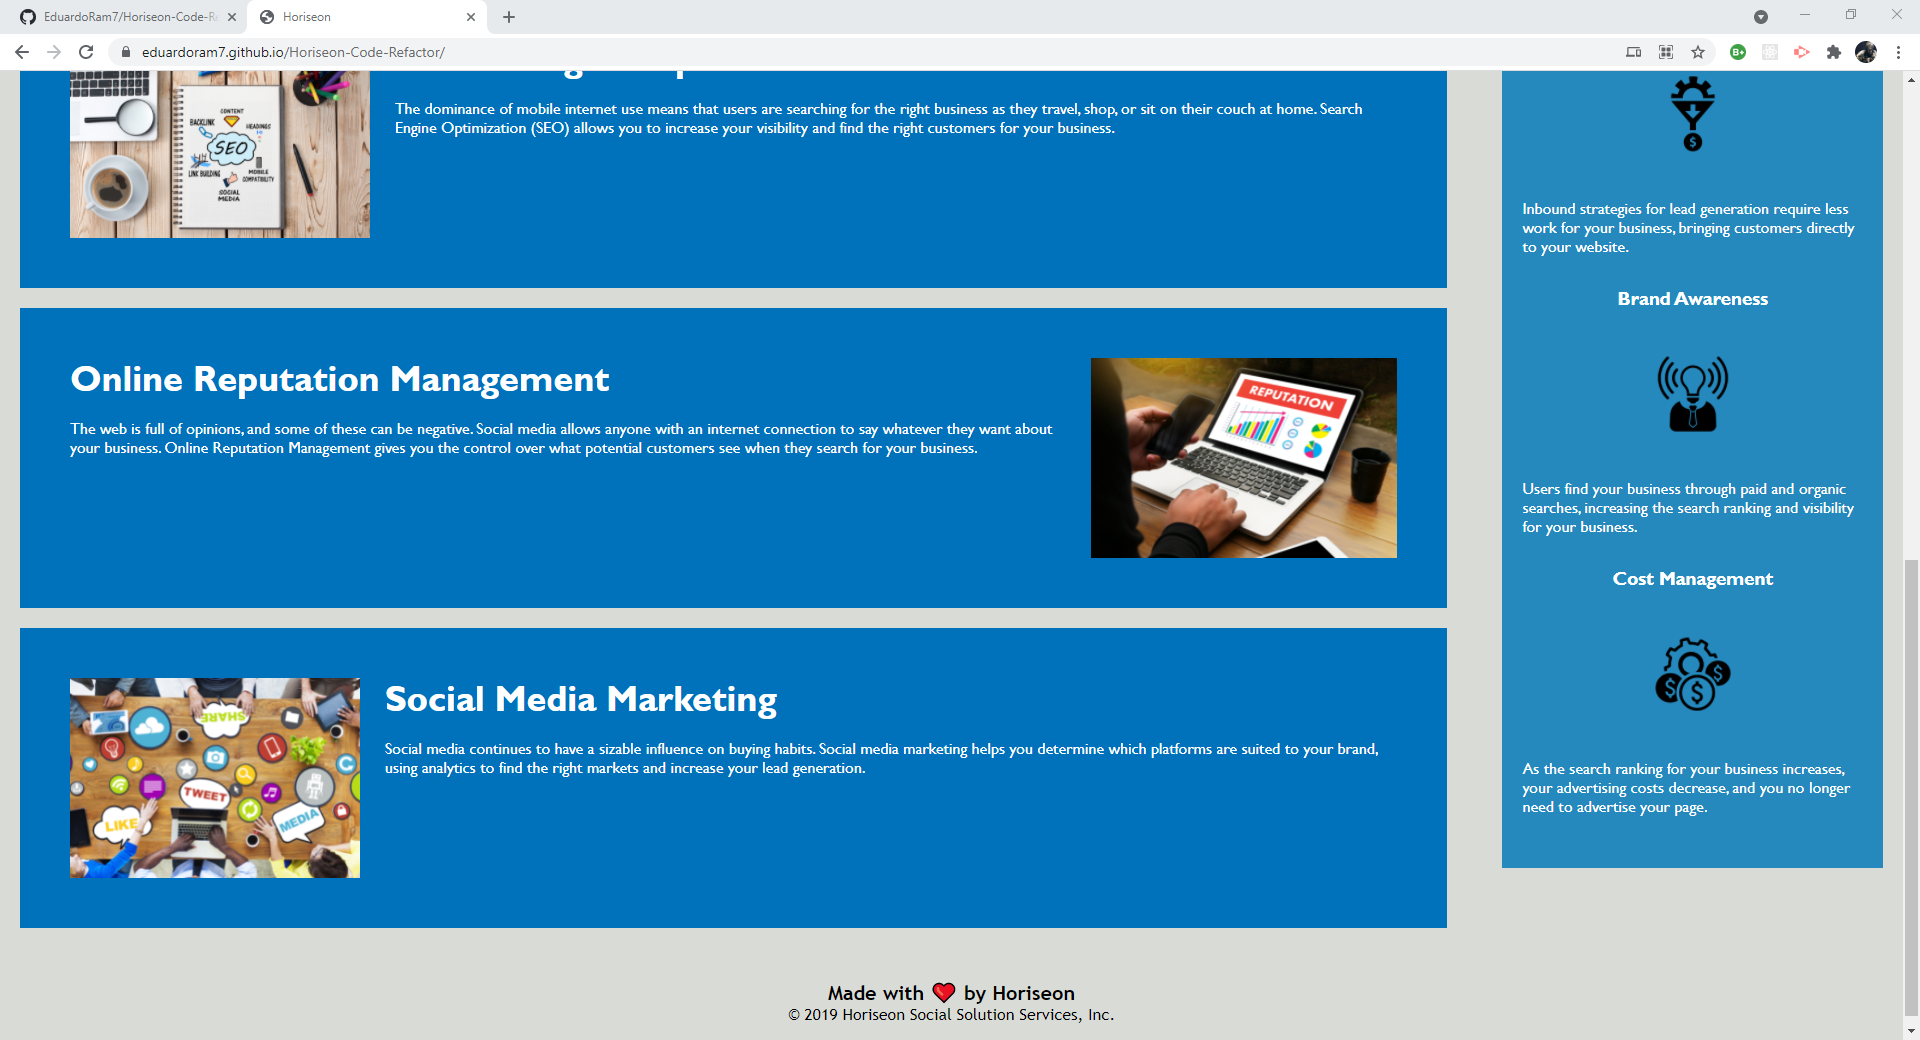 EduardoRam7/Horiseon-Code-R
Horiseon
eduardoram7.github.io/Horiseon-Code-Refactor/
CONTENT
BACKLINK
HEADINGS
SEO
LINK BUILDING
MOBILE
COMPATIBILITY
SOCIAL
MEDIA
The dominance of mobile internet use means that users are searching for the right business as they travel, shop, or sit on their couch at home. Search
Engine Optimization (SEO) allows you to increase your visibility and find the right customers for your business.
Online Reputation Management
The web is full of opinions, and some of these can be negative. Social media allows anyone with an internet connection to say whatever they want about
your business. Online Reputation Management gives you the control over what potential customers see when they search for your business.
REPUTATION
SHARE
TWEET
LIKE
MEDIA
Social Media Marketing
Social media continues to have a sizable influence on buying habits. Social media marketing helps you determine which platforms are suited to your brand,
using analytics to find the right markets and increase your lead generation.
Inbound strategies for lead generation require less
work for your business, bringing customers directly
to your website.
Brand Awareness
Users find your business through paid and organic
searches, increasing the search ranking and visibility
for your business.
Cost Management
As the search ranking for your business increases,
your advertising costs decrease, and you no longer
need to advertise your page.
Made with ❤ by Horiseon
© 2019 Horiseon Social Solution Services, Inc.